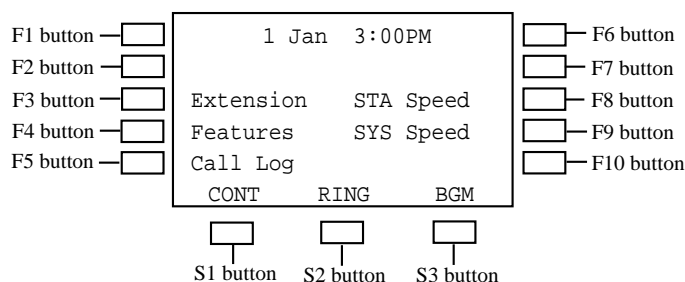 F1 button 1 Jan 3:00PM F6 button
F2 button F7 button
F3 button Extension STA Speed F8 button
F4 button Features SYS Speed F9 button
F5 button Call Log F10 button
CONT RING BGM
S1 button S2 button S3 button